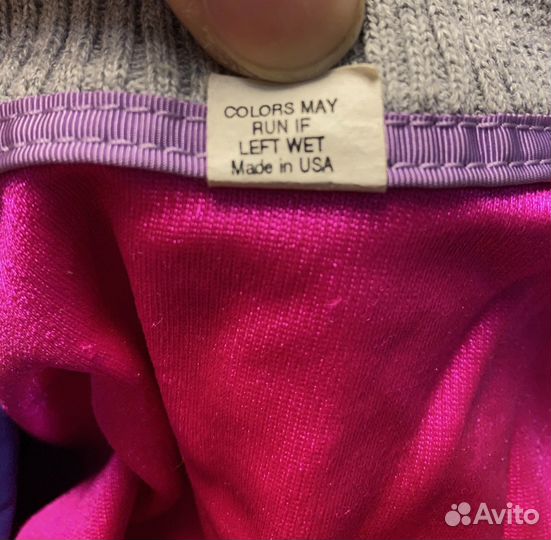 COLORS MAY
RUN IF
LEFT WET
Made in USA
Avito